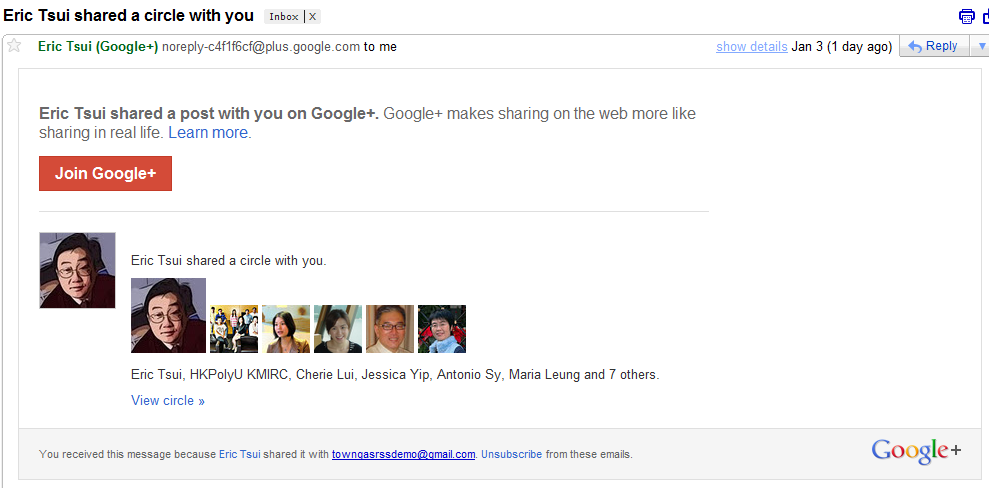 Eric Tsui shared a circle with you Inbox | X
Eric Tsui (Google+) noreply-c4f1f6cf@plus.google.com to me show details Jan 3 (1 day ago) Reply
Eric Tsui shared a post with you on Google+. Google+ makes sharing on the web more like
sharing in real life. Learn more.
Join Google+
Eric Tsui shared a circle with you.
Eric Tsui, HKPolyU KMIRC, Cherie Lui, Jessica Yip, Antonio Sy, Maria Leung and 7 others.
View circle »
You received this message because Eric Tsui shared it with towngasrssdemo@gmail.com. Unsubscribe from these emails.
Google+